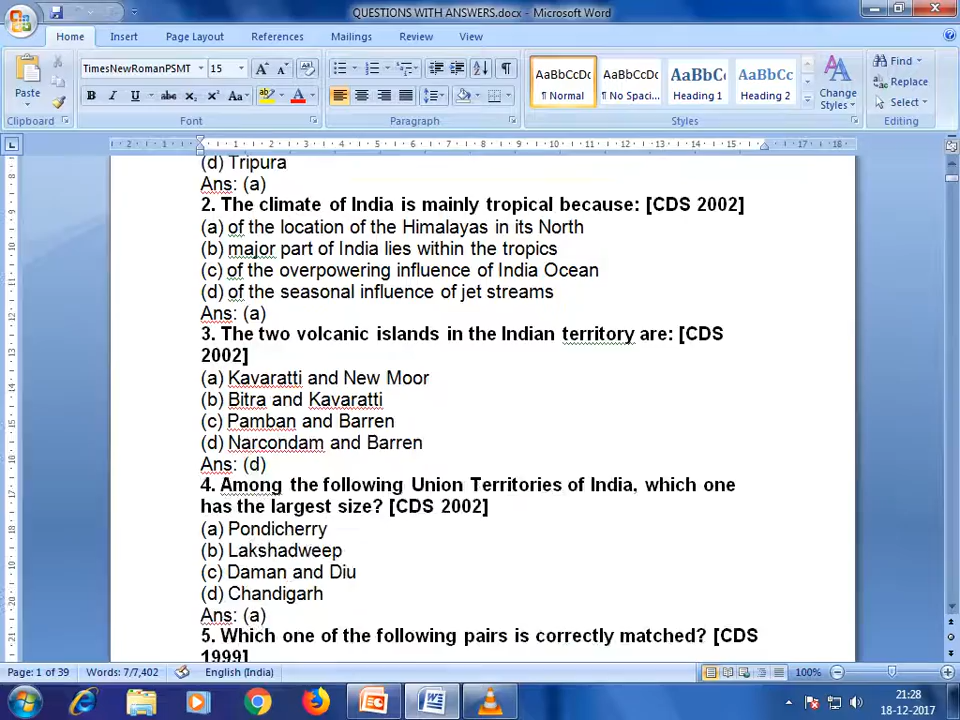 QUESTIONS WITH ANSWERS.docx - Microsoft Word
Home Insert Page Layout References Mailings Review View
Paste
TimesNewRomanPSMT 15
AaBbCcDc AaBbCcDc AaBbC AaBbCc
¶ Normal ¶ No Spaci... Heading 1 Heading 2
Change Styles
Find
Replace
Select
Clipboard Font Paragraph Styles Editing
(d) Tripura
Ans: (a)
2. The climate of India is mainly tropical because: [CDS 2002]
(a) of the location of the Himalayas in its North
(b) major part of India lies within the tropics
(c) of the overpowering influence of India Ocean
(d) of the seasonal influence of jet streams
Ans: (a)
3. The two volcanic islands in the Indian territory are: [CDS
2002]
(a) Kavaratti and New Moor
(b) Bitra and Kavaratti
(c) Pamban and Barren
(d) Narcondam and Barren
Ans: (d)
4. Among the following Union Territories of India, which one
has the largest size? [CDS 2002]
(a) Pondicherry
(b) Lakshadweep
(c) Daman and Diu
(d) Chandigarh
Ans: (a)
5. Which one of the following pairs is correctly matched? [CDS
1999]
Page: 1 of 39 Words: 7/7,402 English (India) 100%
21:28
18-12-2017